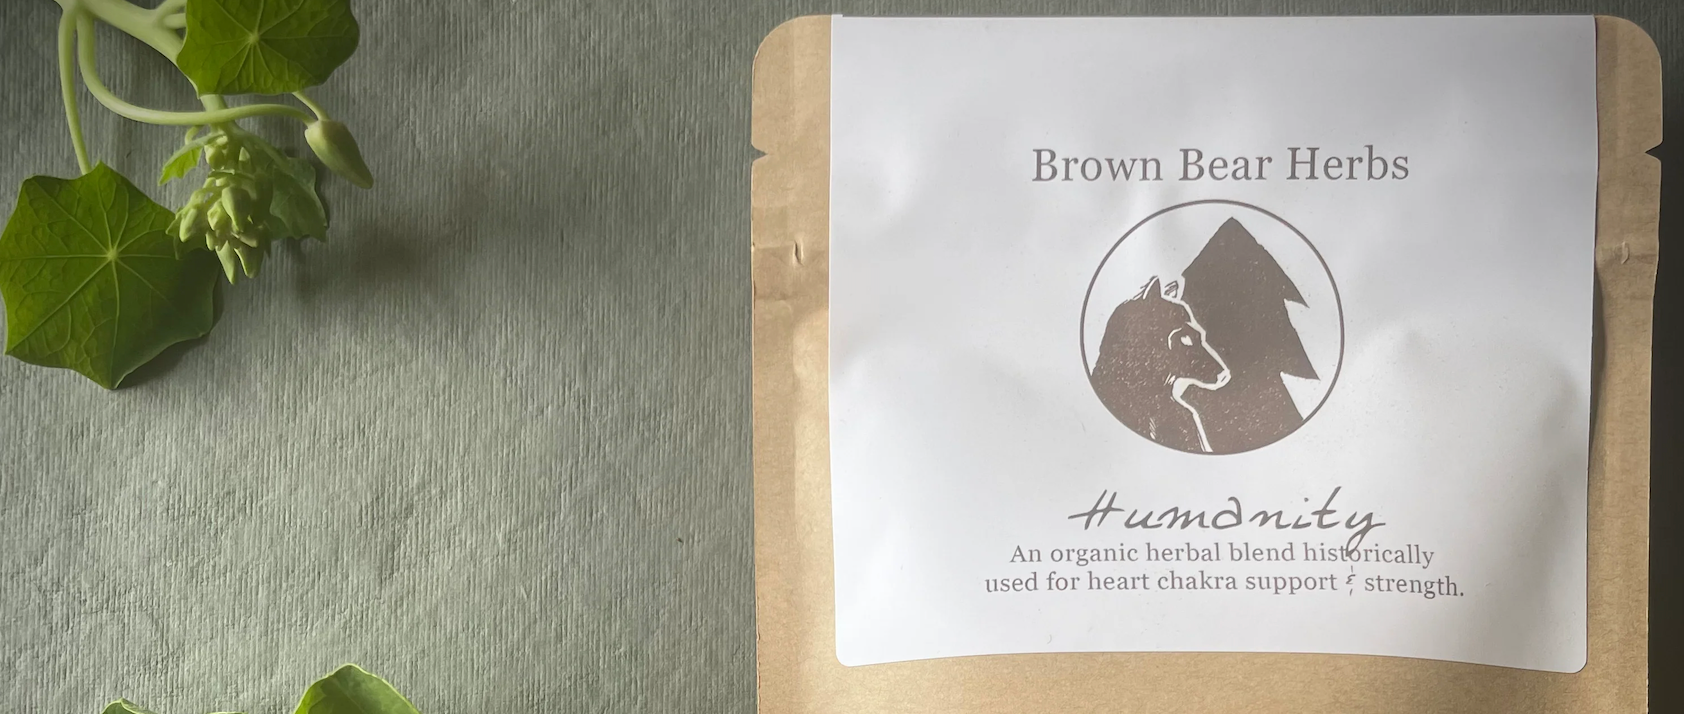 Brown Bear Herbs
Humanity
An organic herbal blend historically
used for heart chakra support & strength.